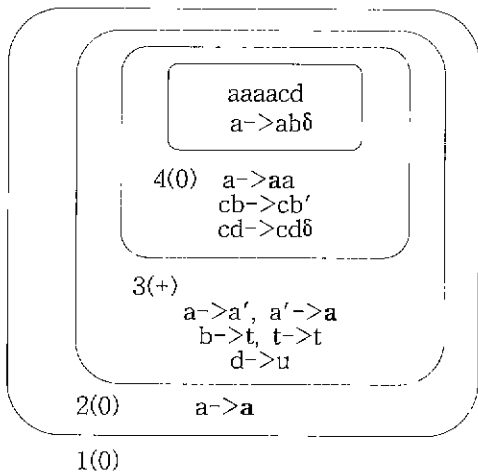 aaaacd
a->abδ
4(0) a->aa
cb->cb′
cd->cdδ
3(+)
a->a′, a′->a
b->t, t->t
d->u
2(0) a->a
1(0)